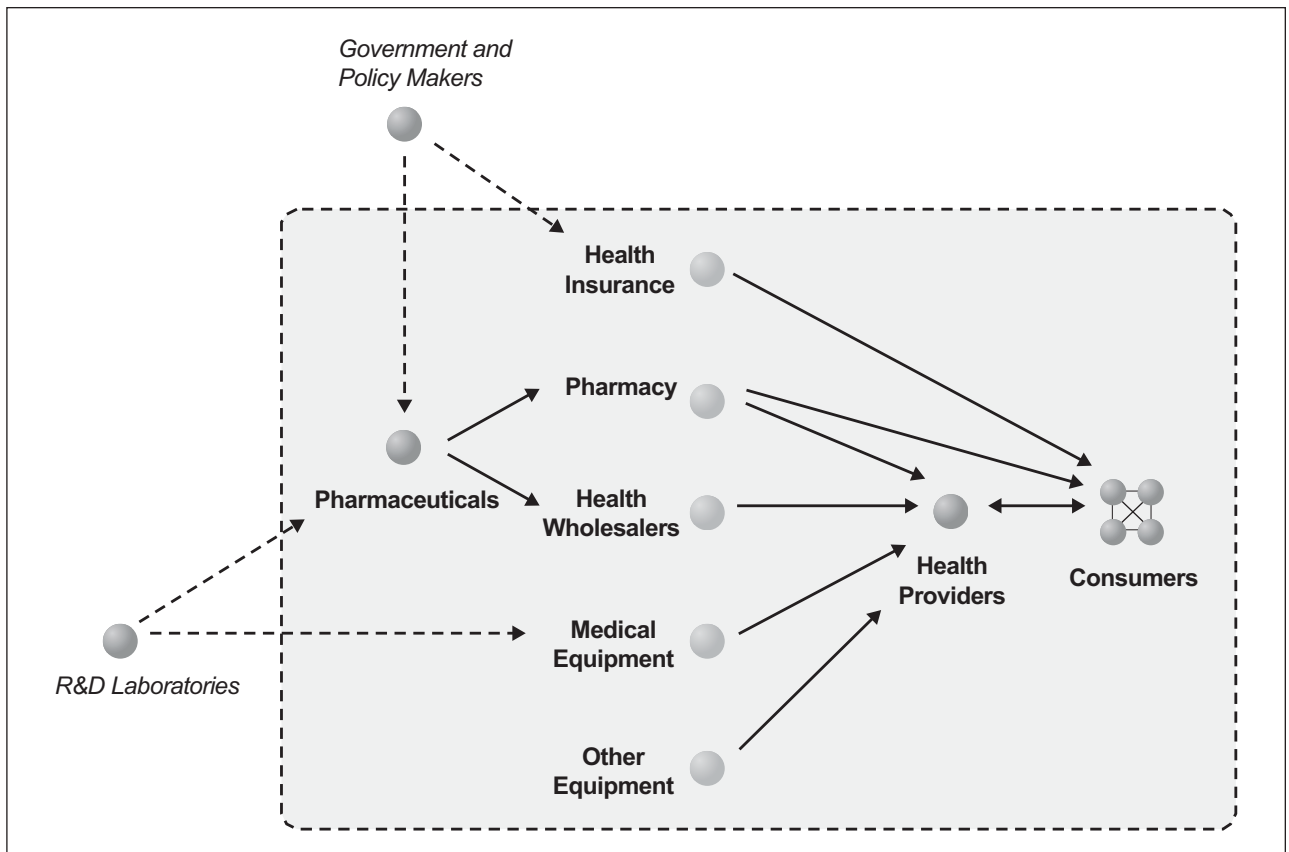 Government and
Policy Makers
Health
Insurance
Pharmacy
Pharmaceuticals
Health
Wholesalers
Health
Providers
Consumers
Medical
Equipment
R&D Laboratories
Other
Equipment